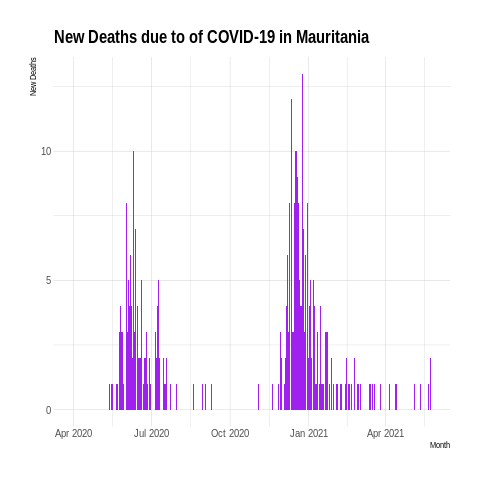 New Deaths due to of COVID-19 in Mauritania
New Deaths
10
5
0
Apr 2020 Jul 2020 Oct 2020 Jan 2021 Apr 2021
Month